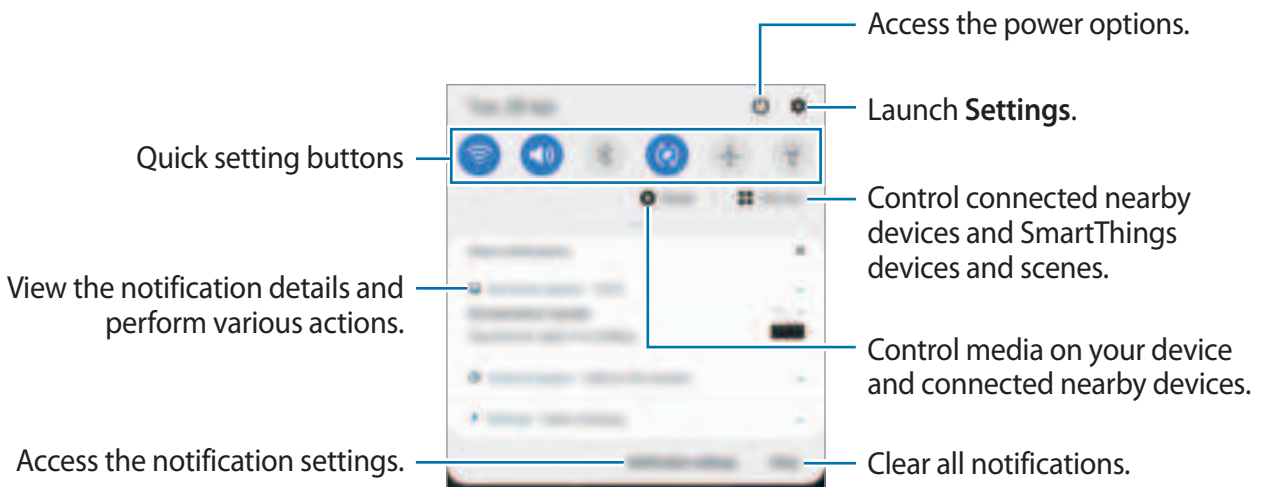 Access the power options.
Launch Settings.
Quick setting buttons
Control connected nearby
devices and SmartThings
devices and scenes.
View the notification details and
perform various actions.
Control media on your device
and connected nearby devices.
Access the notification settings.
Clear all notifications.